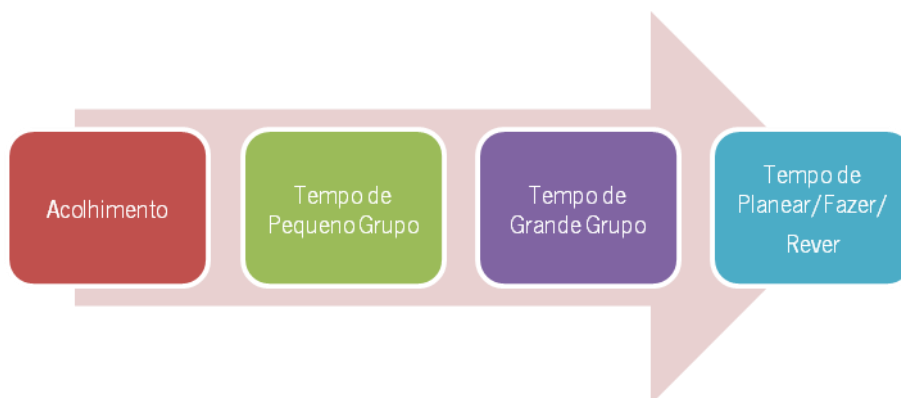 Acolhimento
Tempo de
Pequeno Grupo
Tempo de
Grande Grupo
Tempo de
Planear/Fazer/
Rever